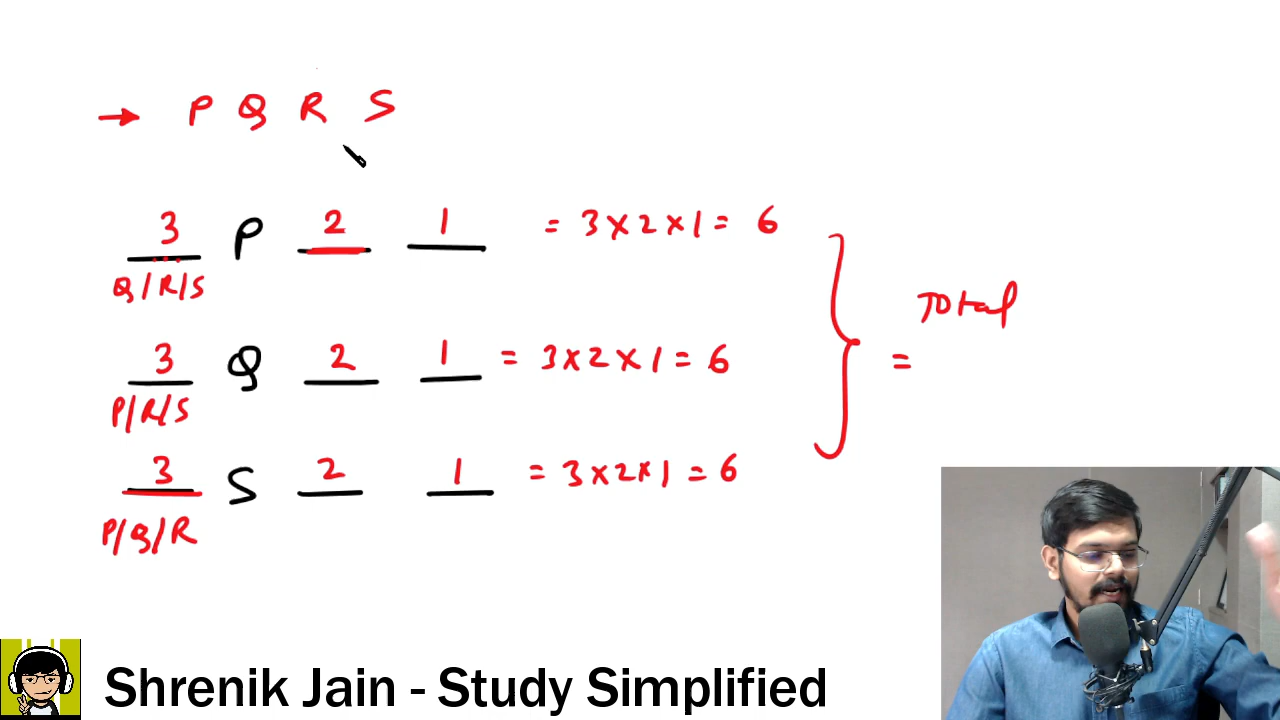 → P Q R S
3 P 2 1 = 3×2×1 = 6
Q/R/S
Total
=
3 Q 2 1 = 3×2×1 = 6
P/R/S
3 S 2 1 = 3×2×1 = 6
P/Q/R
Shrenik Jain - Study Simplified